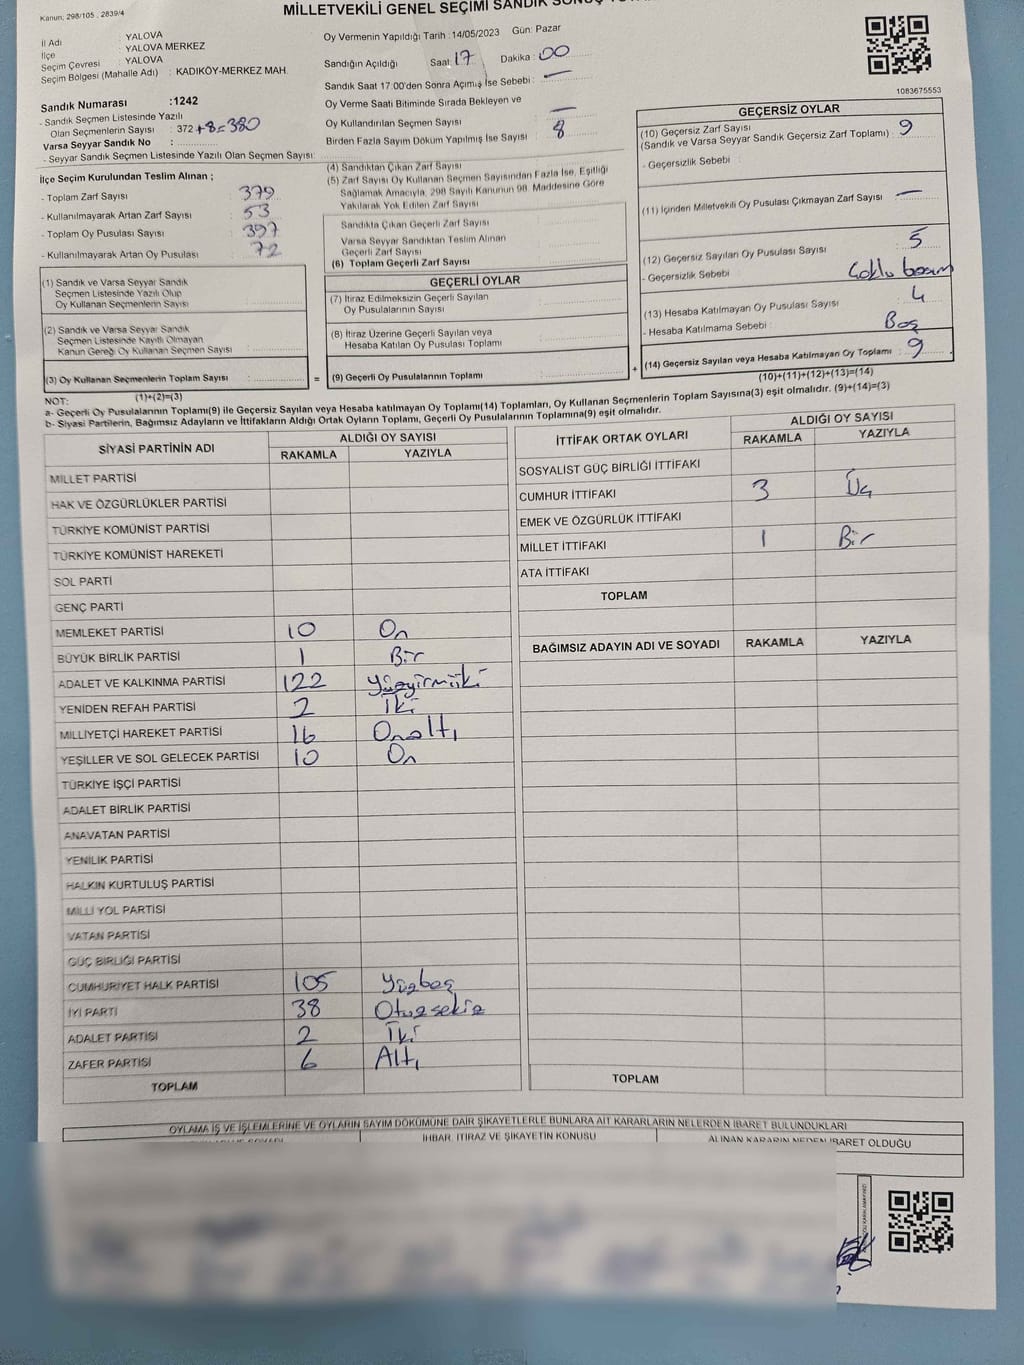 Kanun: 298/105 . 2839/4
MİLLETVEKİLİ GENEL SEÇİMİ SANDIK SONUÇ
İl Adı : YALOVA
İlçe : YALOVA MERKEZ
Seçim Çevresi : YALOVA
Seçim Bölgesi (Mahalle Adı) : KADIKÖY-MERKEZ MAH.
Sandık Numarası :1242
- Sandık Seçmen Listesinde Yazılı
Olan Seçmenlerin Sayısı : 372 +8=380
Varsa Seyyar Sandık No :
- Seyyar Sandık Seçmen Listesinde Yazılı Olan Seçmen Sayısı:
Oy Vermenin Yapıldığı Tarih :14/05/2023 Gün: Pazar
Sandığın Açıldığı Saat: 17 Dakika : 00
Sandık Saat 17:00'den Sonra Açımış İse Sebebi : —
Oy Verme Saati Bitiminde Sırada Bekleyen ve
Oy Kullandırılan Seçmen Sayısı —
Birden Fazla Sayım Döküm Yapılmış İse Sayısı : 8
1083675553
İlçe Seçim Kurulundan Teslim Alınan ;
- Toplam Zarf Sayısı : 379
- Kullanılmayarak Artan Zarf Sayısı : 53
- Toplam Oy Pusulası Sayısı : 397
- Kullanılmayarak Artan Oy Pusulası : 72
(4) Sandıktan Çıkan Zarf Sayısı
(5) Zarf Sayısı Oy Kullanan Seçmen Sayısından Fazla İse, Eşitliği
Sağlamak Amacıyla, 298 Sayılı Kanunun 98. Maddesine Göre
Yakılarak Yok Edilen Zarf Sayısı
Sandıkta Çıkan Geçerli Zarf Sayısı
Varsa Seyyar Sandıktan Teslim Alınan
Geçerli Zarf Sayısı
(6) Toplam Geçerli Zarf Sayısı
GEÇERSİZ OYLAR
(10) Geçersiz Zarf Sayısı
(Sandık ve Varsa Seyyar Sandık Geçersiz Zarf Toplamı) : 9
- Geçersizlik Sebebi :
(11) İçinden Milletvekili Oy Pusulası Çıkmayan Zarf Sayısı : —
(12) Geçersiz Sayılan Oy Pusulası Sayısı : 5
- Geçersizlik Sebebi : Çoklu basım
(13) Hesaba Katılmayan Oy Pusulası Sayısı : 4
- Hesaba Katılmama Sebebi : Boş
(14) Geçersiz Sayılan veya Hesaba Katılmayan Oy Toplamı : 9
(10)+(11)+(12)+(13)=(14)
(1) Sandık ve Varsa Seyyar Sandık
Seçmen Listesinde Yazılı Olup
Oy Kullanan Seçmenlerin Sayısı
(2) Sandık ve Varsa Seyyar Sandık
Seçmen Listesinde Kayıtlı Olmayan
Kanun Gereği Oy Kullanan Seçmen Sayısı
(3) Oy Kullanan Seçmenlerin Toplam Sayısı : =
(1)+(2)=(3)
GEÇERLİ OYLAR
(7) İtiraz Edilmeksizin Geçerli Sayılan
Oy Pusulalarının Sayısı
(8) İtiraz Üzerine Geçerli Sayılan veya
Hesaba Katılan Oy Pusulası Toplamı
(9) Geçerli Oy Pusulalarının Toplamı : +
NOT:
a- Geçerli Oy Pusulalarının Toplamı(9) ile Geçersiz Sayılan veya Hesaba katılmayan Oy Toplamı(14) Toplamları, Oy Kullanan Seçmenlerin Toplam Sayısına(3) eşit olmalıdır. (9)+(14)=(3)
b- Siyasi Partilerin, Bağımsız Adayların ve İttifakların Aldığı Ortak Oyların Toplamı, Geçerli Oy Pusulalarının Toplamına(9) eşit olmalıdır.
SİYASİ PARTİNİN ADI ALDIĞI OY SAYISI
RAKAMLA YAZIYLA
MİLLET PARTİSİ
HAK VE ÖZGÜRLÜKLER PARTİSİ
TÜRKİYE KOMÜNİST PARTİSİ
TÜRKİYE KOMÜNİST HAREKETİ
SOL PARTİ
GENÇ PARTİ
MEMLEKET PARTİSİ 10 On
BÜYÜK BİRLİK PARTİSİ 1 Bir
ADALET VE KALKINMA PARTİSİ 122 Yüzyirmiiki
YENİDEN REFAH PARTİSİ 2 İki
MİLLİYETÇİ HAREKET PARTİSİ 16 Onaltı
YEŞİLLER VE SOL GELECEK PARTİSİ 10 On
TÜRKİYE İŞÇİ PARTİSİ
ADALET BİRLİK PARTİSİ
ANAVATAN PARTİSİ
YENİLİK PARTİSİ
HALKIN KURTULUŞ PARTİSİ
MİLLİ YOL PARTİSİ
VATAN PARTİSİ
GÜÇ BİRLİĞİ PARTİSİ
CUMHURİYET HALK PARTİSİ 105 Yüzbeş
İYİ PARTİ 38 Otuzsekiz
ADALET PARTİSİ 2 İki
ZAFER PARTİSİ 6 Altı
TOPLAM
İTTİFAK ORTAK OYLARI ALDIĞI OY SAYISI
RAKAMLA YAZIYLA
SOSYALİST GÜÇ BİRLİĞİ İTTİFAKI
CUMHUR İTTİFAKI 3 Üç
EMEK VE ÖZGÜRLÜK İTTİFAKI
MİLLET İTTİFAKI 1 Bir
ATA İTTİFAKI
TOPLAM
BAĞIMSIZ ADAYIN ADI VE SOYADI RAKAMLA YAZIYLA
TOPLAM
OYLAMA İŞ VE İŞLEMLERİNE VE OYLARIN SAYIM DÖKÜMÜNE DAİR ŞİKAYETLERLE BUNLARA AİT KARARLARIN NELERDEN İBARET BULUNDUKLARI
İHBAR, İTİRAZ VE ŞİKAYETİN KONUSU
ALINAN KARARIN NEDEN İBARET OLDUĞU